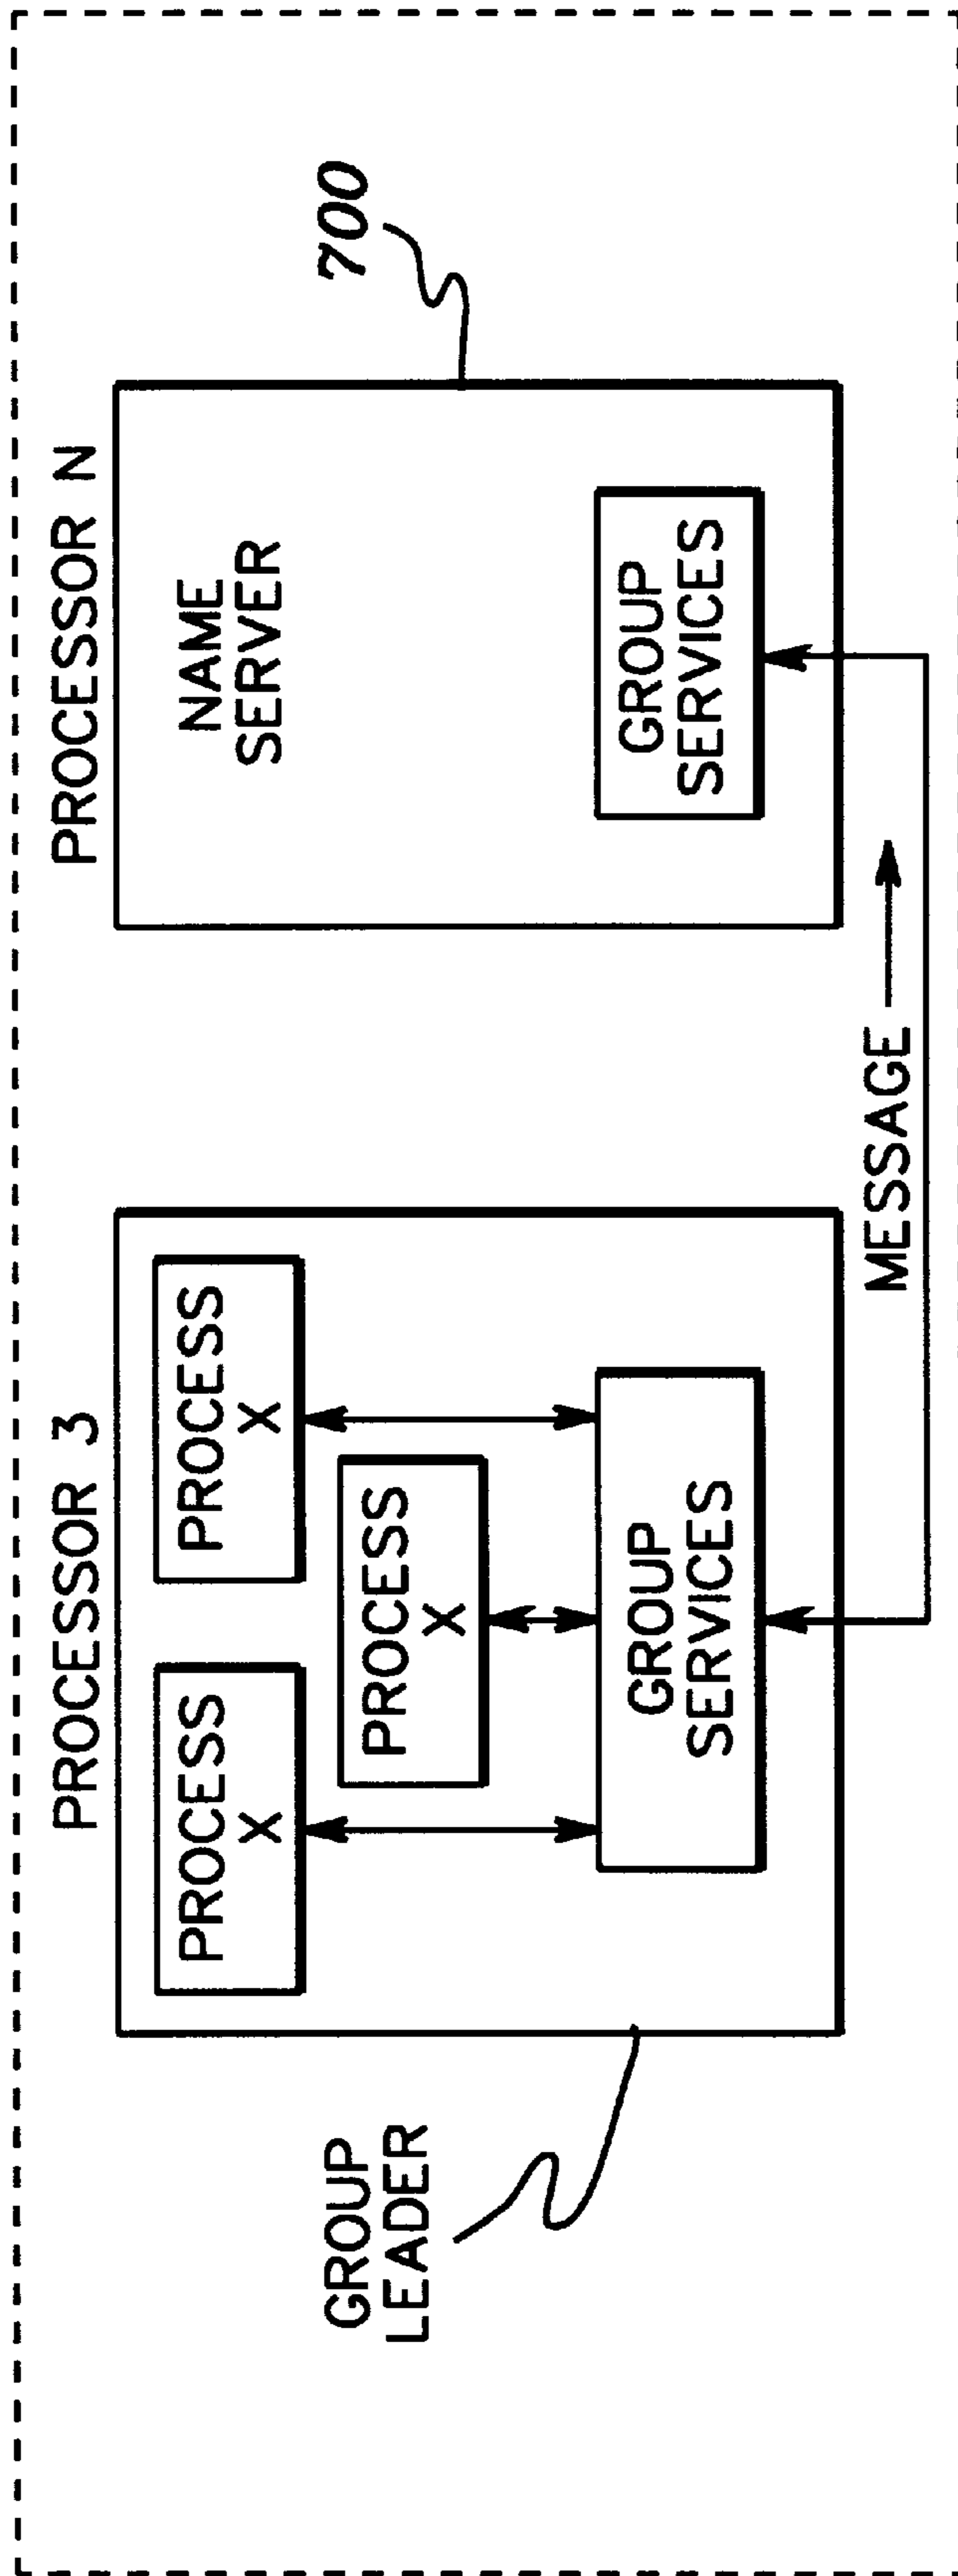 PROCESSOR 3
PROCESS
X
PROCESS
X
PROCESS
X
GROUP
SERVICES
GROUP
LEADER
MESSAGE
PROCESSOR N
NAME
SERVER
GROUP
SERVICES
700